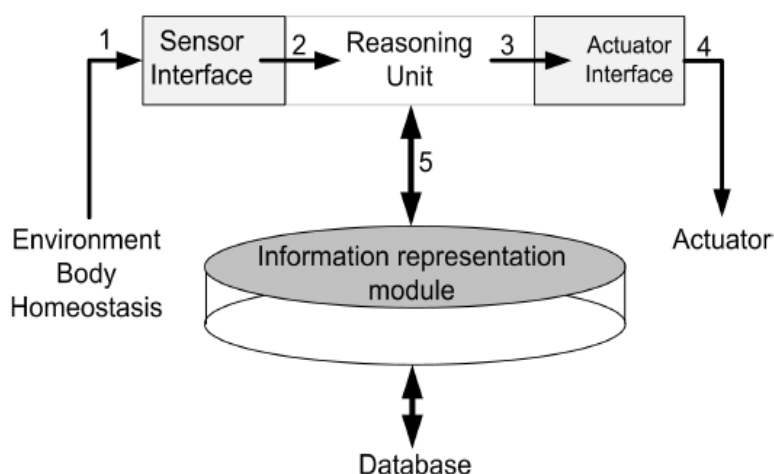 1
Sensor
Interface
2
Reasoning
Unit
3
Actuator
Interface
4
5
Environment
Body
Homeostasis
Actuator
Information representation
module
Database